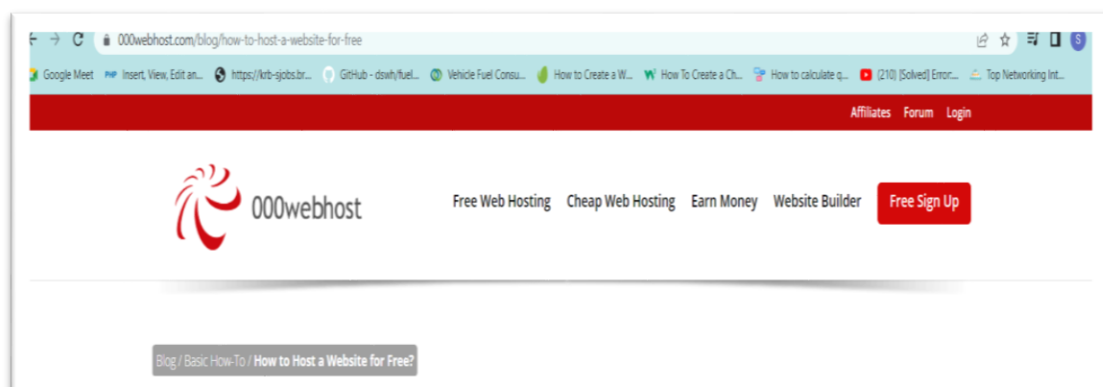 000webhost.com/blog/how-to-host-a-website-for-free
S
Google Meet Insert, View, Edit an... https://krb-sjobs.br... GitHub - dswh/fuel... Vehicle Fuel Consu... How to Create a W... How To Create a Ch... How to calculate q... (210) [Solved] Error:... Top Networking Int...
Affiliates Forum Login
000webhost Free Web Hosting Cheap Web Hosting Earn Money Website Builder Free Sign Up
Blog / Basic How-To / How to Host a Website for Free?